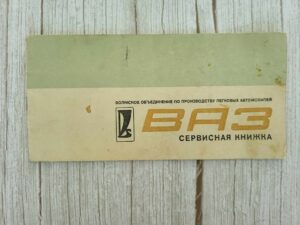 ВОЛЖСКОЕ ОБЪЕДИНЕНИЕ ПО ПРОИЗВОДСТВУ ЛЕГКОВЫХ АВТОМОБИЛЕЙ
ВАЗ
СЕРВИСНАЯ КНИЖКА